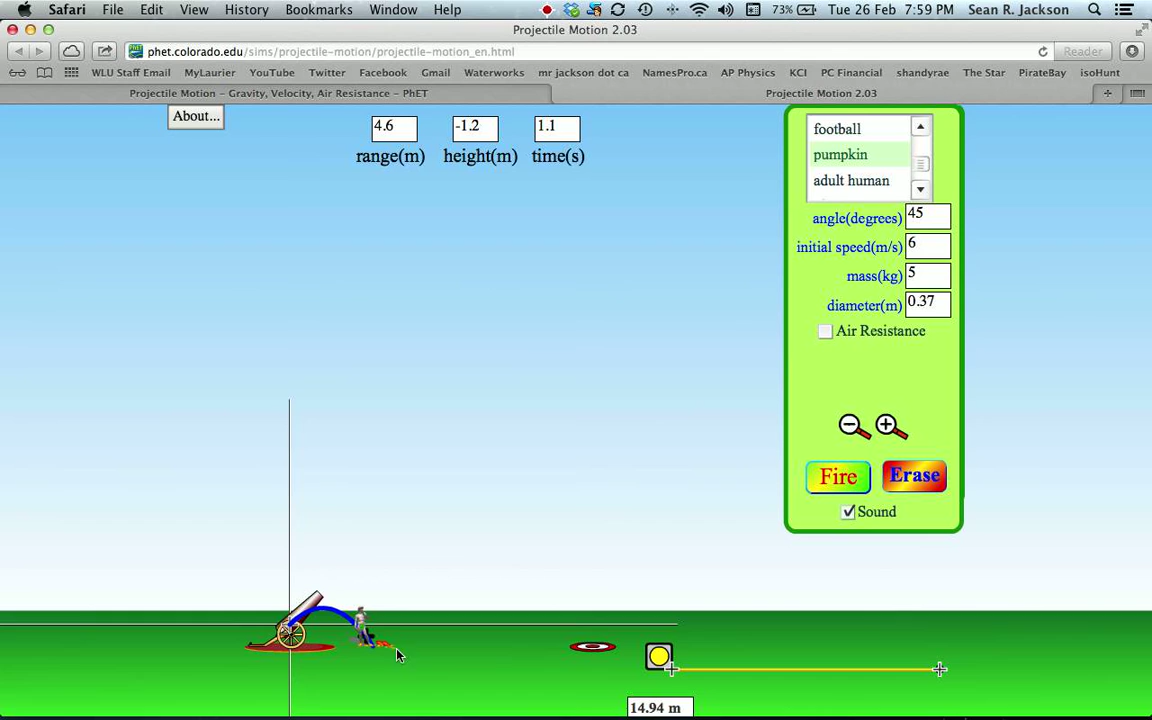 Safari File Edit View History Bookmarks Window Help 73% Tue 26 Feb 7:59 PM Sean R. Jackson
Projectile Motion 2.03
phet.colorado.edu/sims/projectile-motion/projectile-motion_en.html Reader
WLU Staff Email MyLaurier YouTube Twitter Facebook Gmail Waterworks mr jackson dot ca NamesPro.ca AP Physics KCI PC Financial shandyrae The Star PirateBay isoHunt
Projectile Motion – Gravity, Velocity, Air Resistance – PhET Projectile Motion 2.03
About...
4.6 -1.2 1.1
range(m) height(m) time(s)
football
pumpkin
adult human
angle(degrees) 45
initial speed(m/s) 6
mass(kg) 5
diameter(m) 0.37
Air Resistance
Fire Erase
Sound
14.94 m